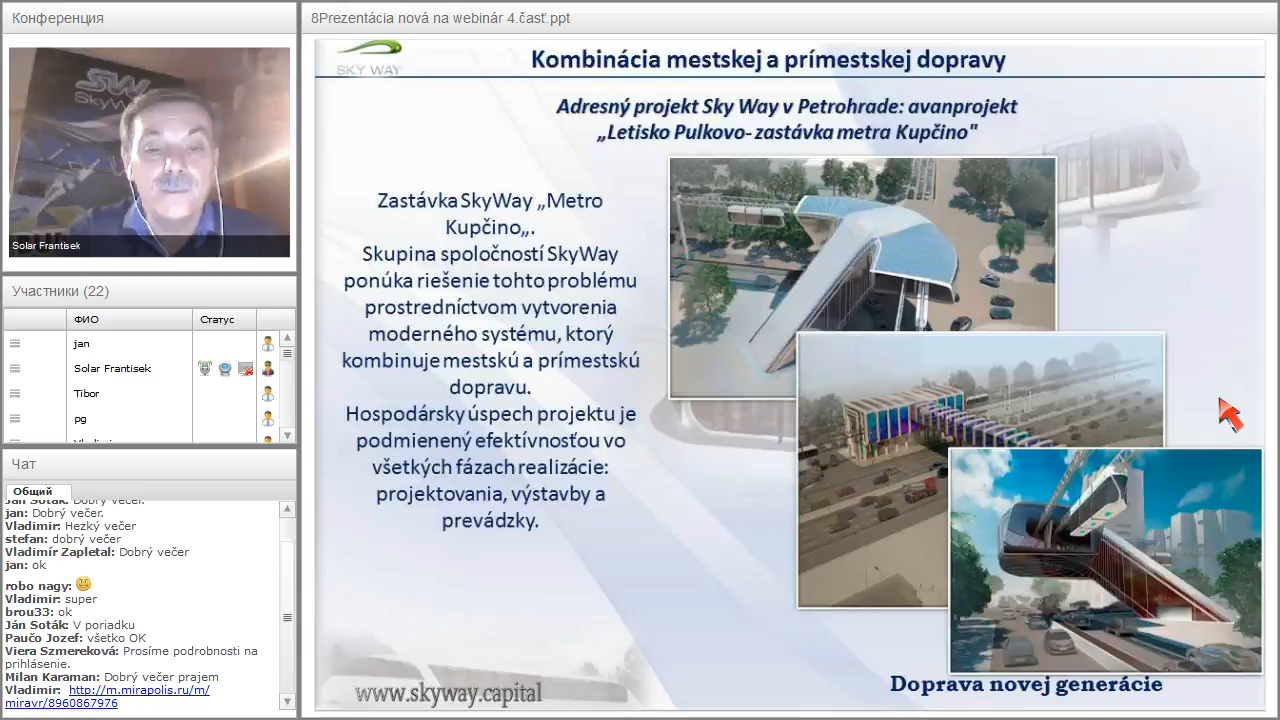 Конференция
SW
SkyW
Solar Frantisek
Участники (22)
ФИО
Статус
jan
Solar Frantisek
Tibor
pg
Чат
Общий
Ján Soták: Dobrý večer.
jan: Dobrý večer.
Vladimir: Hezký večer
stefan: dobrý večer
Vladimír Zapletal: Dobrý večer
jan: ok
robo nagy:
Vladimir: super
brou33: ok
Ján Soták: V poriadku
Paučo Jozef: všetko OK
Viera Szmereková: Prosíme podrobnosti na
prihlásenie.
Milan Karaman: Dobrý večer prajem
Vladimir: http://m.mirapolis.ru/m/
miravr/8960867976
8Prezentácia nová na webinár 4.časť.ppt
SKY WAY
Kombinácia mestskej a prímestskej dopravy
Adresný projekt Sky Way v Petrohrade: avanprojekt
„Letisko Pulkovo- zastávka metra Kupčino"
Zastávka SkyWay „Metro
Kupčino„.
Skupina spoločností SkyWay
ponúka riešenie tohto problému
prostredníctvom vytvorenia
moderného systému, ktorý
kombinuje mestskú a prímestskú
dopravu.
Hospodársky úspech projektu je
podmienený efektívnosťou vo
všetkých fázach realizácie:
projektovania, výstavby a
prevádzky.
www.skyway.capital
Doprava novej generácie